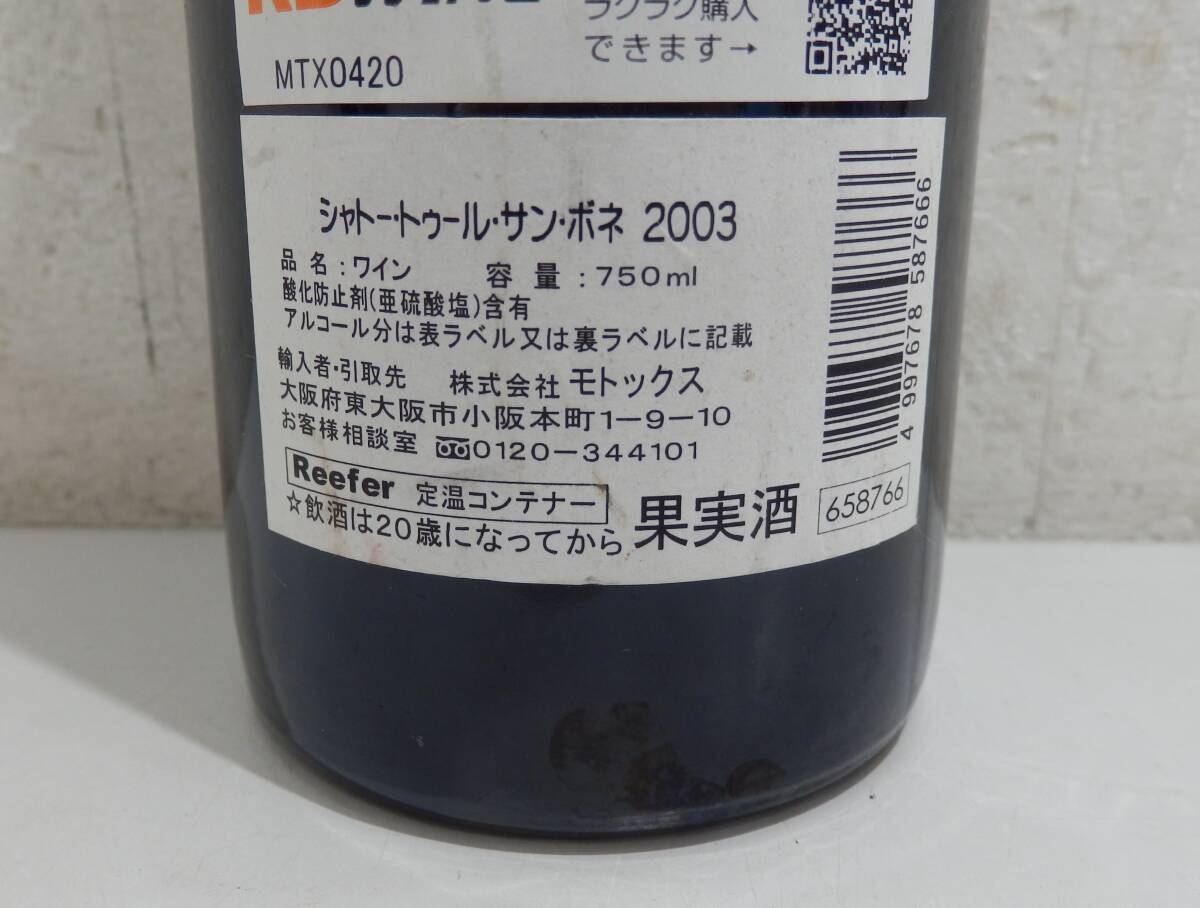 ラクラク購入
できます→
MTX0420
シャトー・トゥール・サン・ボネ 2003
品 名 : ワイン 容 量 : 750ml
酸化防止剤(亜硫酸塩)含有
アルコール分は表ラベル又は裏ラベルに記載
輸入者・引取先 株式会社 モトックス
大阪府東大阪市小阪本町1-9-10
お客様相談室 0120-344101
Reefer 定温コンテナー
☆飲酒は20歳になってから 果実酒
658766
4 997678 587666